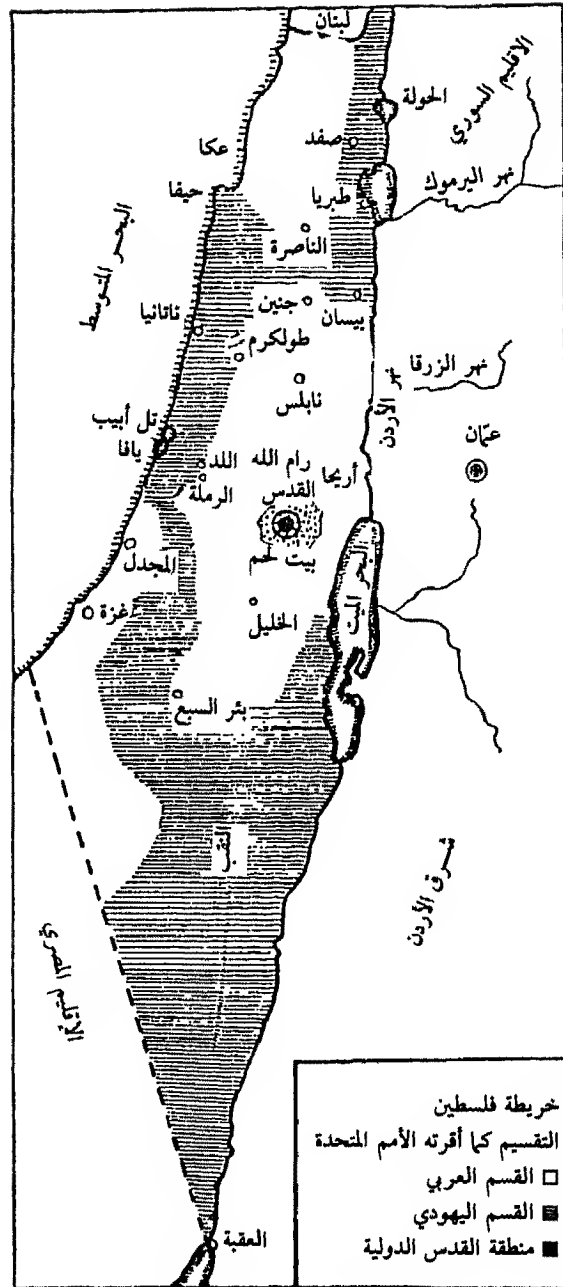 لبنان
الاقليم السوري
الحولة
صفد
عكا
نهر اليرموك
طبريا
حيفا
الناصرة
البحر المتوسط
جنين
بيسان
ناتانيا
طولكرم
نهر الزرقا
نابلس
نهر الأردن
عمّان
تل أبيب
يافا
اللد
رام الله
أريحا
الرملة
القدس
بيت لحم
البحر الميت
المجدل
غزة
الخليل
بئر السبع
النقب
شرق الأردن
الاقليم المصري
العقبة
خريطة فلسطين
التقسيم كما أقرته الأمم المتحدة
القسم العربي
القسم اليهودي
منطقة القدس الدولية